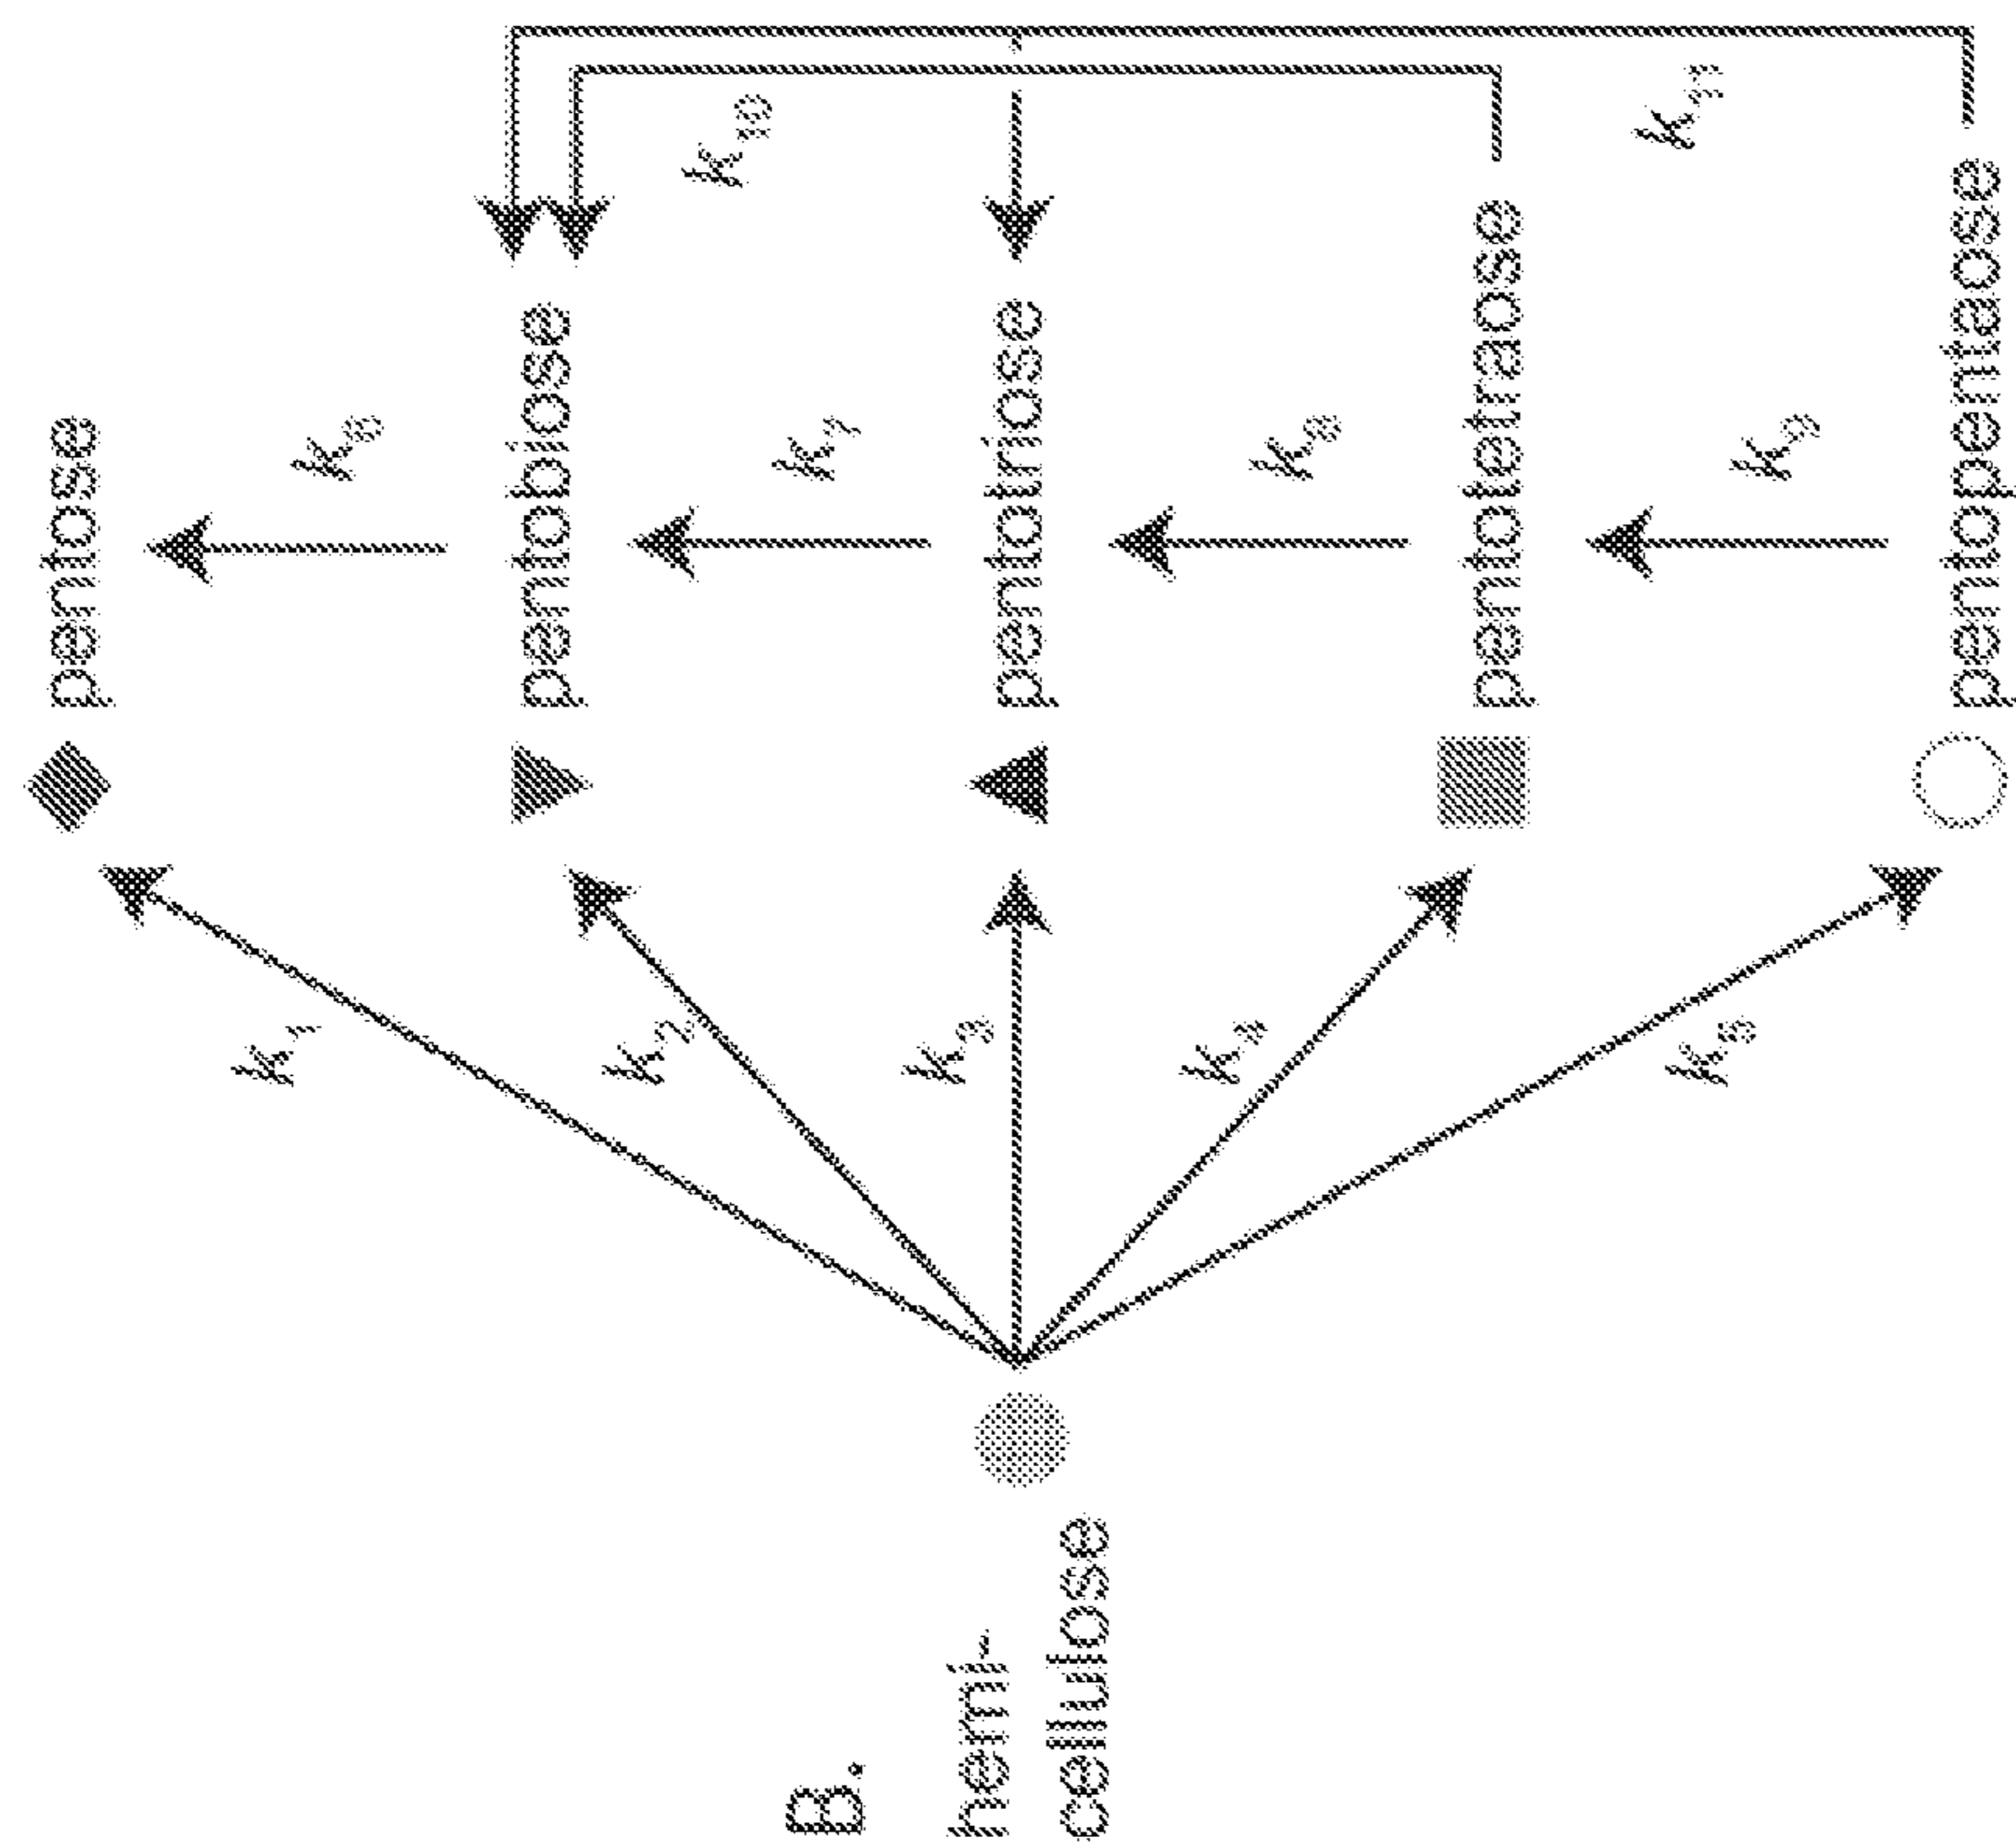 B.
hemi-
cellulose
k₁
k₂
k₃
k₄
k₅
pentose
k₆
pentobiose
k₇
pentotriose
k₈
pentotetraose
k₉
pentopentaose
k₁₀
k₁₁